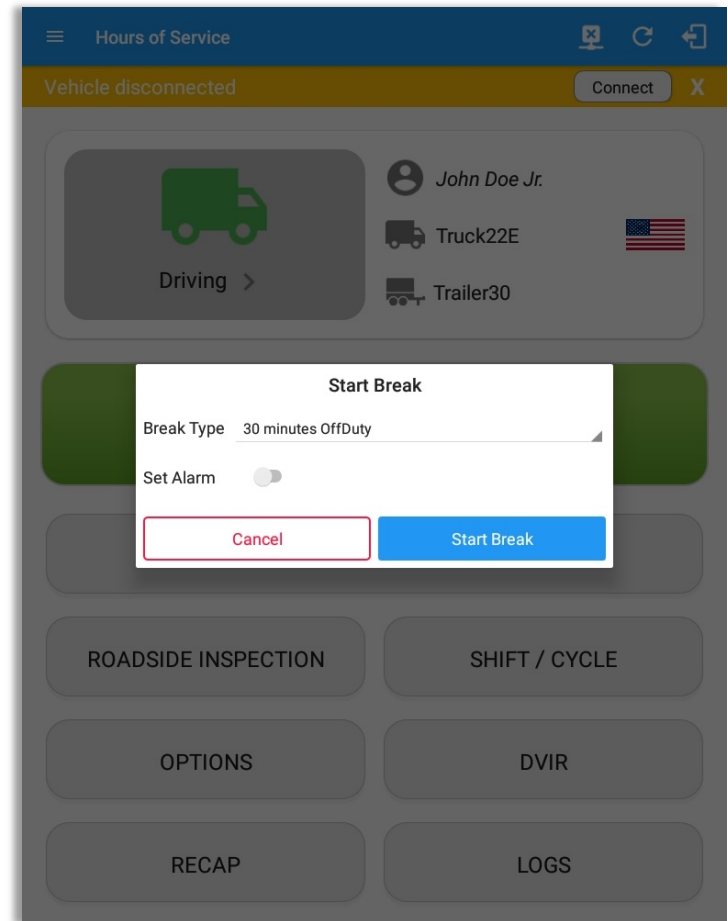 Hours of Service
Vehicle disconnected
Connect
X
John Doe Jr.
Truck22E
Driving
Trailer30
Start Break
Break Type 30 minutes OffDuty
Set Alarm
Cancel
Start Break
ROADSIDE INSPECTION
SHIFT / CYCLE
OPTIONS
DVIR
RECAP
LOGS